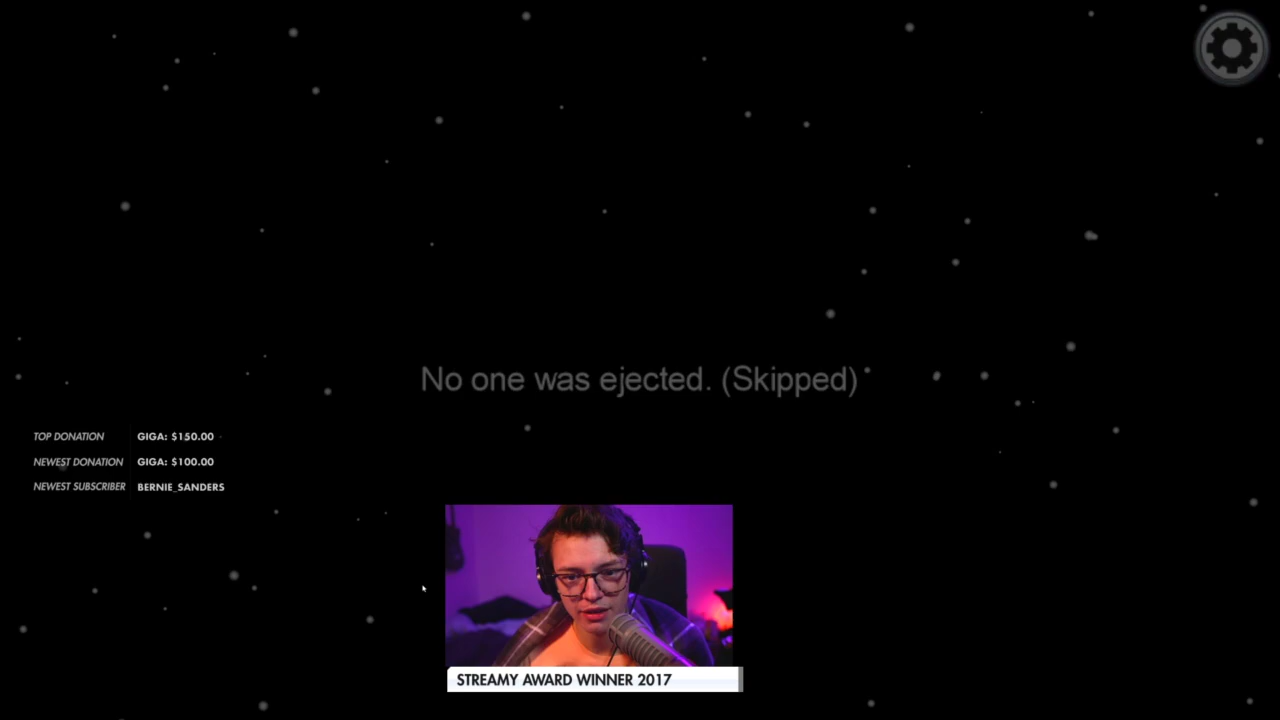 No one was ejected. (Skipped)
TOP DONATION GIGA: $150.00
NEWEST DONATION GIGA: $100.00
NEWEST SUBSCRIBER BERNIE_SANDERS
STREAMY AWARD WINNER 2017